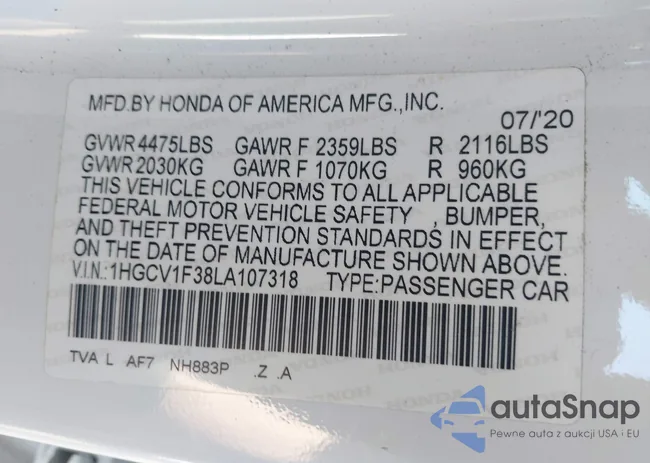 MFD.BY HONDA OF AMERICA MFG.,INC.
07/'20
GVWR 4475LBS GAWR F 2359LBS R 2116LBS
GVWR 2030KG GAWR F 1070KG R 960KG
THIS VEHICLE CONFORMS TO ALL APPLICABLE
FEDERAL MOTOR VEHICLE SAFETY , BUMPER,
AND THEFT PREVENTION STANDARDS IN EFFECT
ON THE DATE OF MANUFACTURE SHOWN ABOVE.
V.I.N.:1HGCV1F38LA107318 TYPE:PASSENGER CAR
TVA L AF7 NH883P .Z .A
autaSnap
Pewne auta z aukcji USA i EU